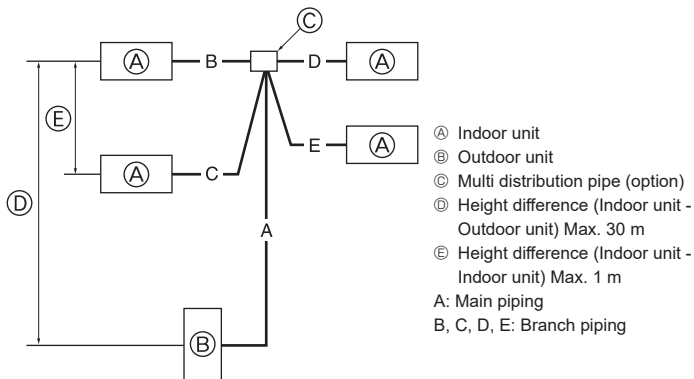 Ⓒ
Ⓐ B D Ⓐ
Ⓔ
Ⓐ C E Ⓐ
Ⓓ
A
Ⓑ
Ⓐ Indoor unit
Ⓑ Outdoor unit
Ⓒ Multi distribution pipe (option)
Ⓓ Height difference (Indoor unit -
Outdoor unit) Max. 30 m
Ⓔ Height difference (Indoor unit -
Indoor unit) Max. 1 m
A: Main piping
B, C, D, E: Branch piping